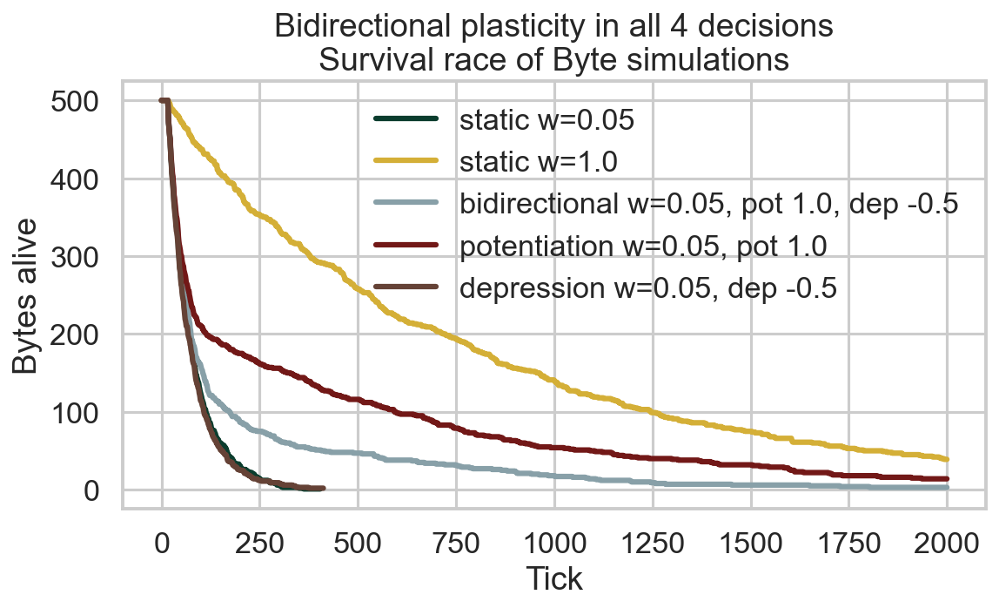 Bidirectional plasticity in all 4 decisions
Survival race of Byte simulations
500
400
300
200
100
0
Bytes alive
static w=0.05
static w=1.0
bidirectional w=0.05, pot 1.0, dep -0.5
potentiation w=0.05, pot 1.0
depression w=0.05, dep -0.5
0 250 500 750 1000 1250 1500 1750 2000
Tick